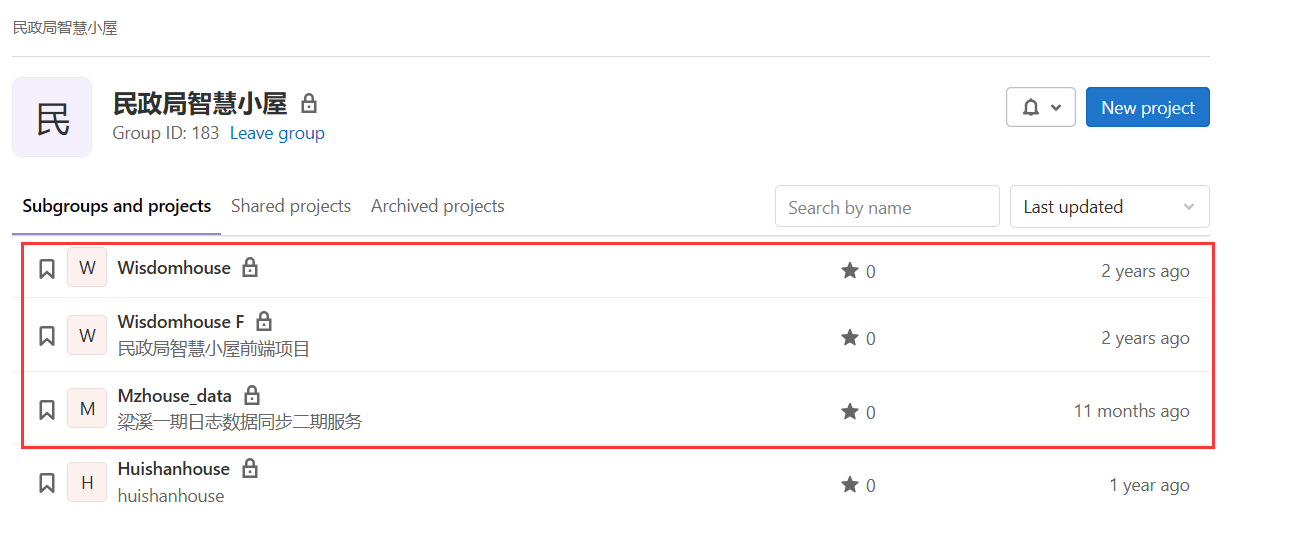 民政局智慧小屋
民
民政局智慧小屋
Group ID: 183 Leave group
New project
Subgroups and projects Shared projects Archived projects
Search by name
Last updated
W Wisdomhouse 0 2 years ago
W Wisdomhouse F 0 2 years ago
民政局智慧小屋前端项目
M Mzhouse_data 0 11 months ago
梁溪一期日志数据同步二期服务
H Huishanhouse 0 1 year ago
huishanhouse